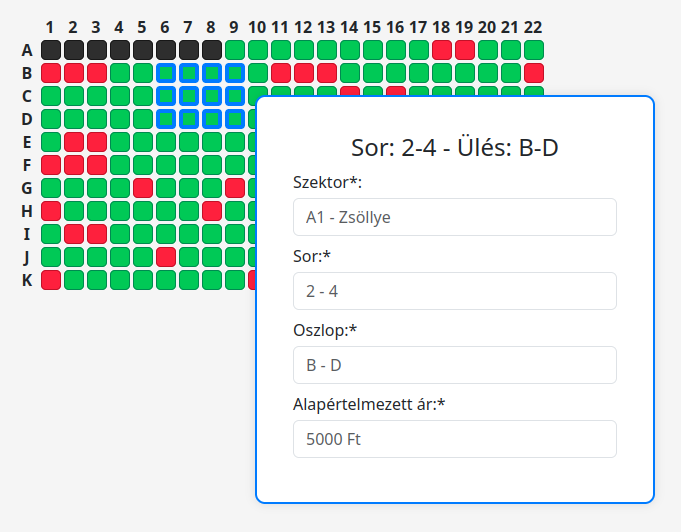 1 2 3 4 5 6 7 8 9 10 11 12 13 14 15 16 17 18 19 20 21 22
A
B
C
D
E
F
G
H
I
J
K
Sor: 2-4 - Ülés: B-D
Szektor*:
A1 - Zsöllye
Sor:*
2 - 4
Oszlop:*
B - D
Alapértelmezett ár:*
5000 Ft